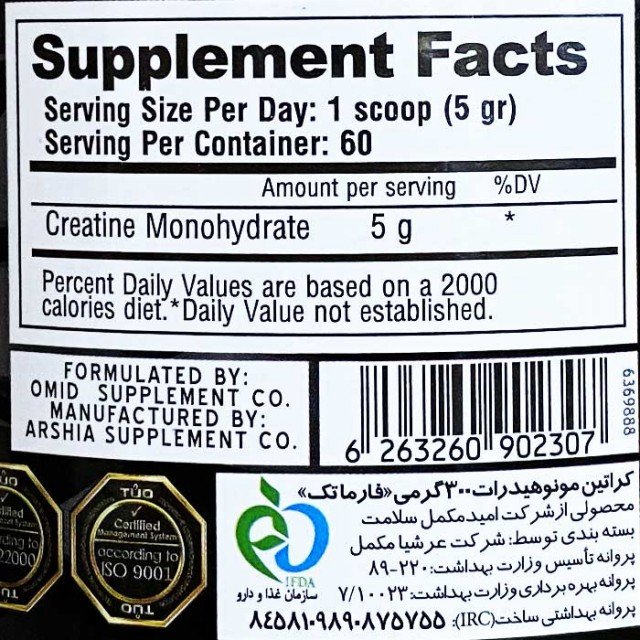 Supplement Facts
Serving Size Per Day: 1 scoop (5 gr)
Serving Per Container: 60
Amount per serving %DV
Creatine Monohydrate 5 g *
Percent Daily Values are based on a 2000
calories diet.*Daily Value not established.
FORMULATED BY:
OMID SUPPLEMENT CO.
MANUFACTURED BY:
ARSHIA SUPPLEMENT CO.
6 263260 902307
6369888
TÜO
Certified
Management System
according to
ISO 9001
TÜO
22000
IFDA
سازمان غذا و دارو
کراتین مونوهیدرات ۳۰۰ گرمی «فارماتک»
محصولی از شرکت امید مکمل سلامت
بسته بندی توسط: شرکت عرشیا مکمل
پروانه تأسیس وزارت بهداشت: ۲۲۰-۸۹
پروانه بهره برداری وزارت بهداشت: ۷/۱۰۰۲۳
پروانه بهداشتی ساخت (IRC): ۸۴۵۸۱۰۹۸۹۰۸۷۵۷۵۵